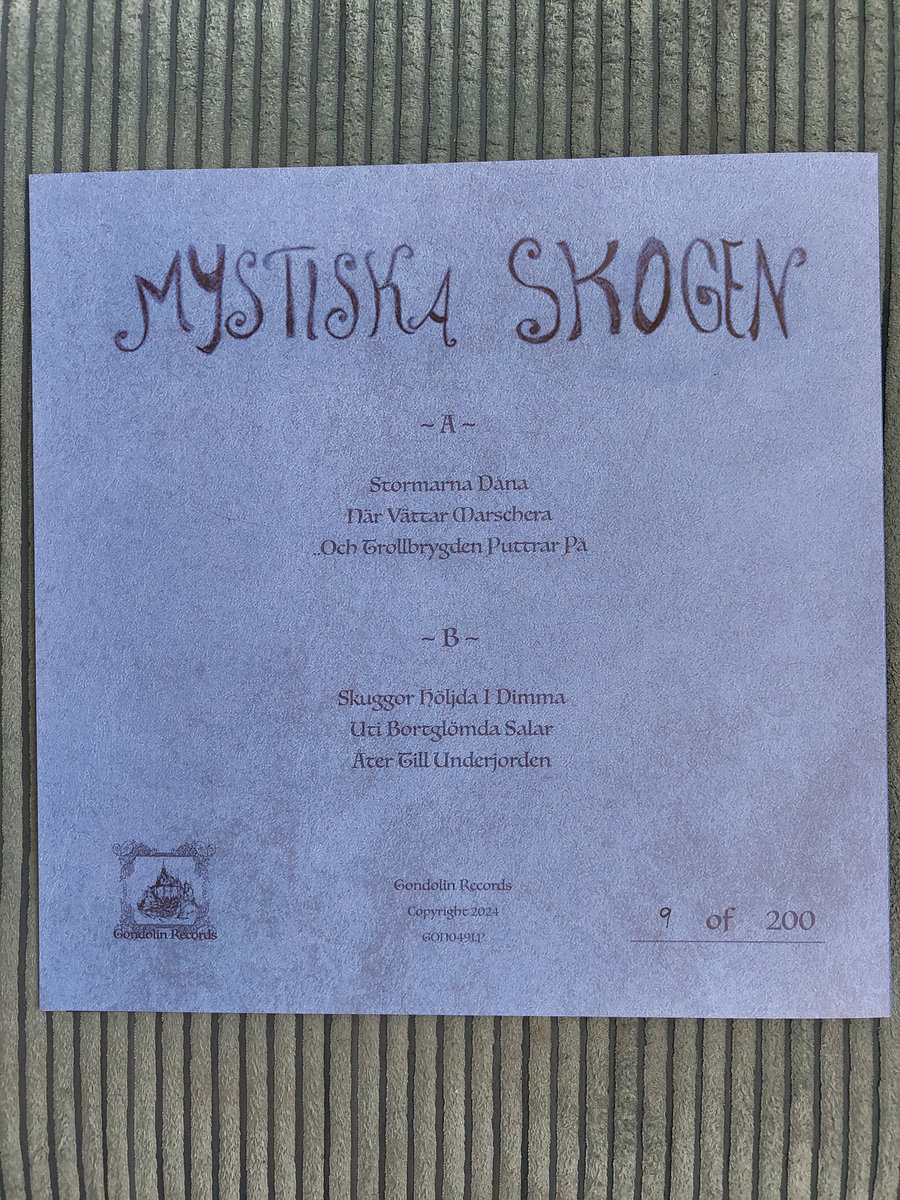 MYSTISKA SKOGEN
~ A ~
Stormarna Dåna
När Vättar Marschera
..Och Trollbrygden Puttrar På
~ B ~
Skuggor Höljda I Dimma
Uti Bortglömda Salar
Åter Till Underjorden
Gondolin Records
Gondolin Records
Copyright 2024
GON049LP
9 of 200